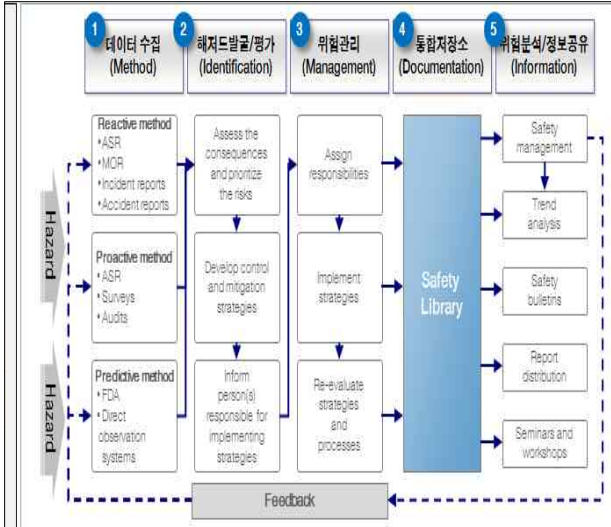 1
데이터 수집
(Method)
2
해저드발굴/평가
(Identification)
3
위험관리
(Management)
4
통합저장소
(Documentation)
5
위험분석/정보공유
(Information)
Hazard
Hazard
Reactive method
• ASR
• MOR
• Incident reports
• Accident reports
Proactive method
• ASR
• Surveys
• Audits
Predictive method
• FDA
• Direct
observation
systems
Assess the
consequences
and prioritize
the risks
Develop control
and mitigation
strategies
Inform
person(s)
responsible for
implementing
strategies
Assign
responsibilities
Implement
strategies
Re-evaluate
strategies
and
processes
Safety
Library
Safety
management
Trend
analysis
Safety
bulletins
Report
distribution
Seminars and
workshops
Feedback